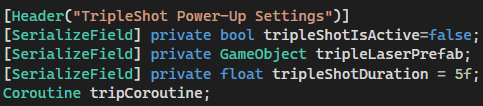 [Header("TripleShot Power-Up Settings")]
[SerializeField] private bool tripleShotIsActive=false;
[SerializeField] private GameObject tripleLaserPrefab;
[SerializeField] private float tripleShotDuration = 5f;
Coroutine tripCoroutine;